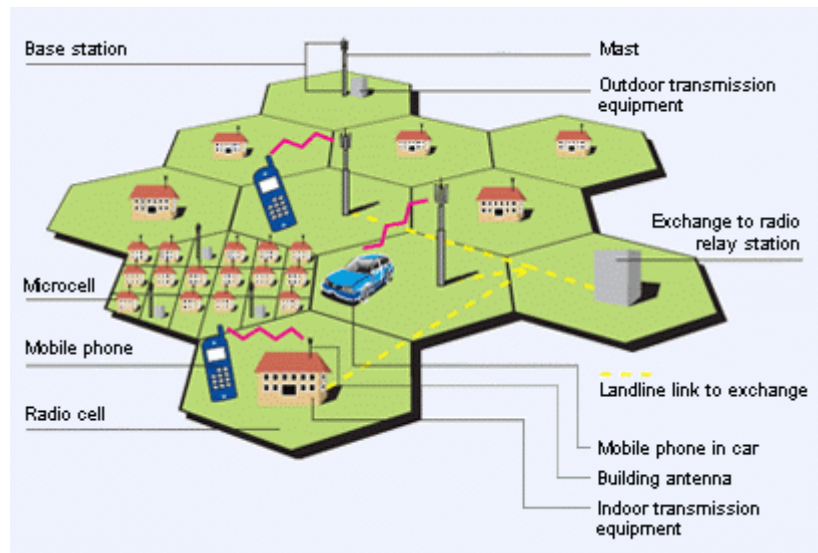 Base station
Mast
Outdoor transmission
equipment
Exchange to radio
relay station
Microcell
Mobile phone
Radio cell
Landline link to exchange
Mobile phone in car
Building antenna
Indoor transmission
equipment